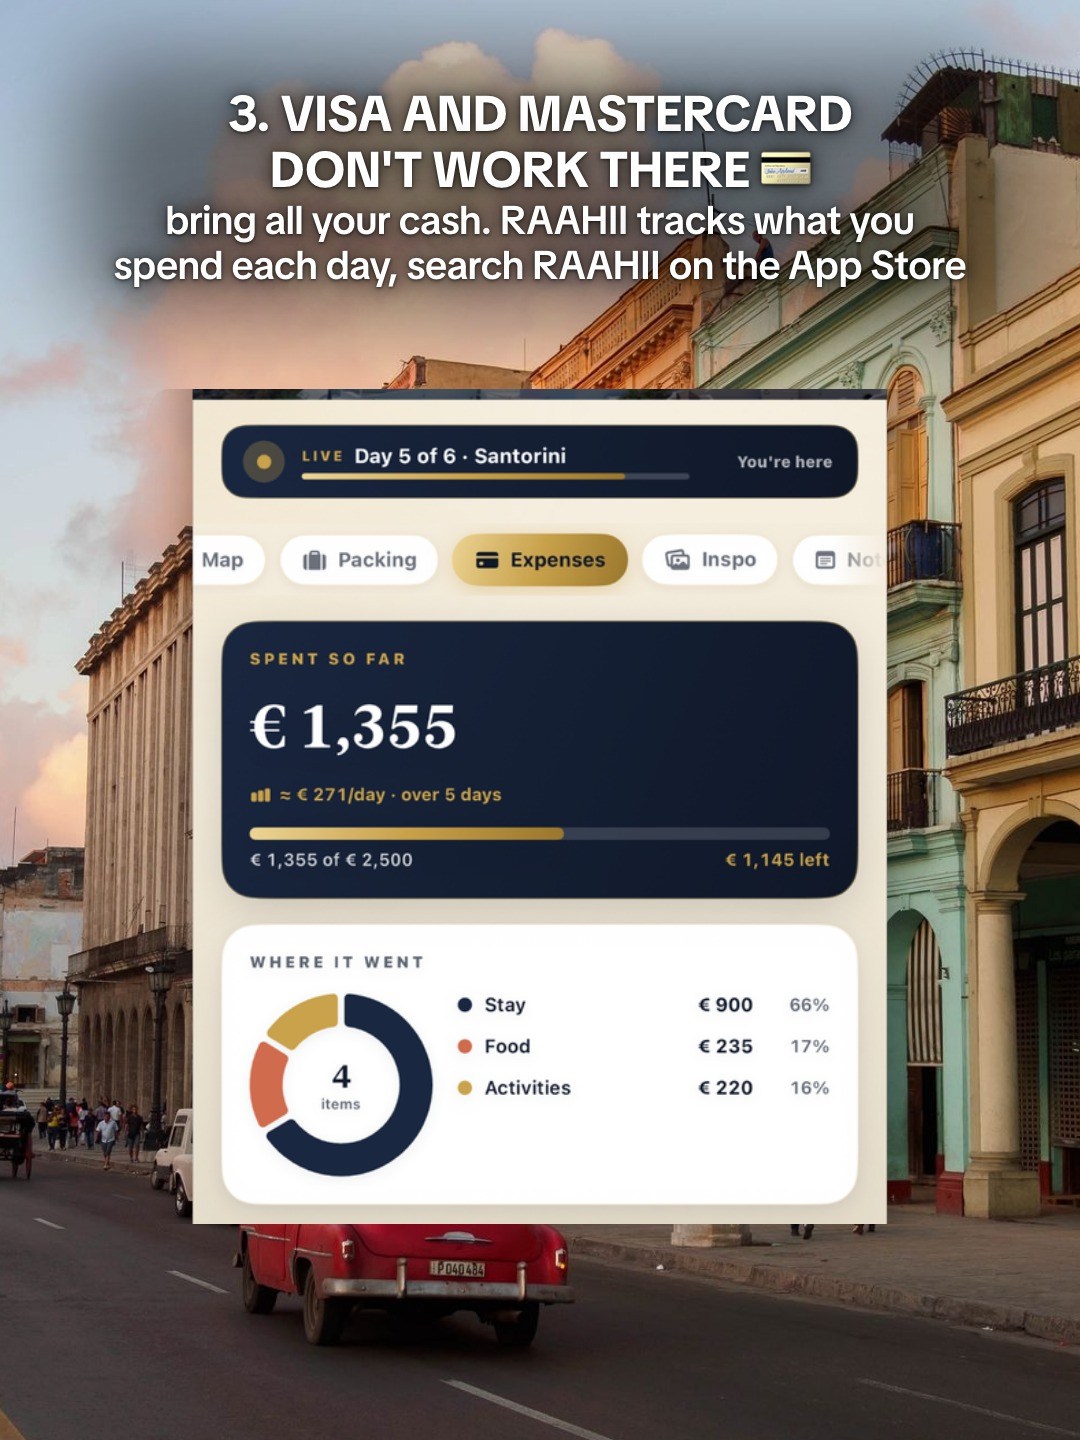 3. VISA AND MASTERCARD
DON'T WORK THERE 💳
bring all your cash. RAAHII tracks what you
spend each day, search RAAHII on the App Store
LIVE Day 5 of 6 · Santorini
You're here
Map
Packing
Expenses
Inspo
Not
SPENT SO FAR
€ 1,355
≈ € 271/day · over 5 days
€ 1,355 of € 2,500
€ 1,145 left
WHERE IT WENT
4
items
Stay € 900 66%
Food € 235 17%
Activities € 220 16%
P 040 484